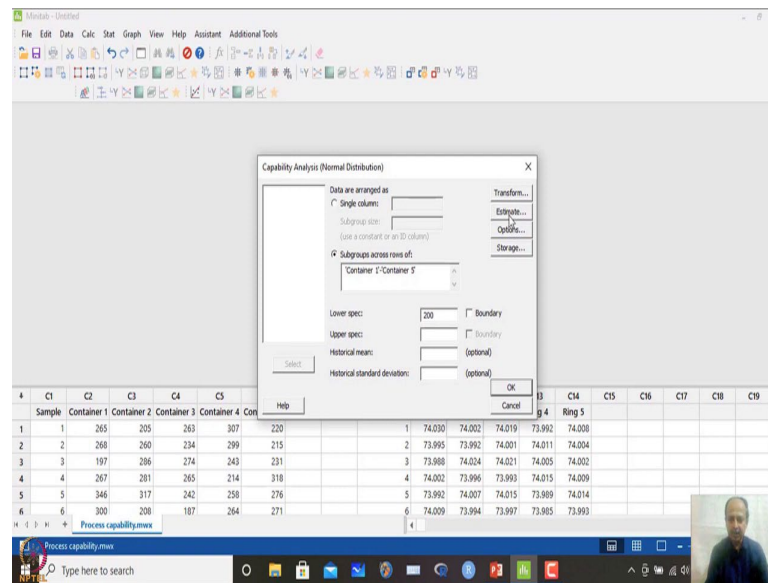 Minitab - Untitled
File Edit Data Calc Stat Graph View Help Assistant Additional Tools
Capability Analysis (Normal Distribution)
Data are arranged as
Single column:
Subgroup size:
(use a constant or an ID column)
Subgroups across rows of:
'Container 1'-'Container 5'
Transform...
Estimate...
Options...
Storage...
Lower spec: 200 Boundary
Upper spec: Boundary
Historical mean: (optional)
Historical standard deviation: (optional)
Select
OK
Help
Cancel
C1 C2 C3 C4 C5 C14 C15 C16 C17 C18 C19
Sample Container 1 Container 2 Container 3 Container 4 Con g 4 Ring 5
1 1 265 205 263 307 220 1 74.030 74.002 74.019 73.992 74.008
2 2 268 260 234 299 215 2 73.995 73.992 74.001 74.011 74.004
3 3 197 286 274 243 231 3 73.988 74.024 74.021 74.005 74.002
4 4 267 281 265 214 318 4 74.002 73.996 73.993 74.015 74.009
5 5 346 317 242 258 276 5 73.992 74.007 74.015 73.989 74.014
6 6 300 208 187 264 271 6 74.009 73.994 73.997 73.985 73.993
Process capability.mwx
Process capability.mwx
Type here to search
NPTEL